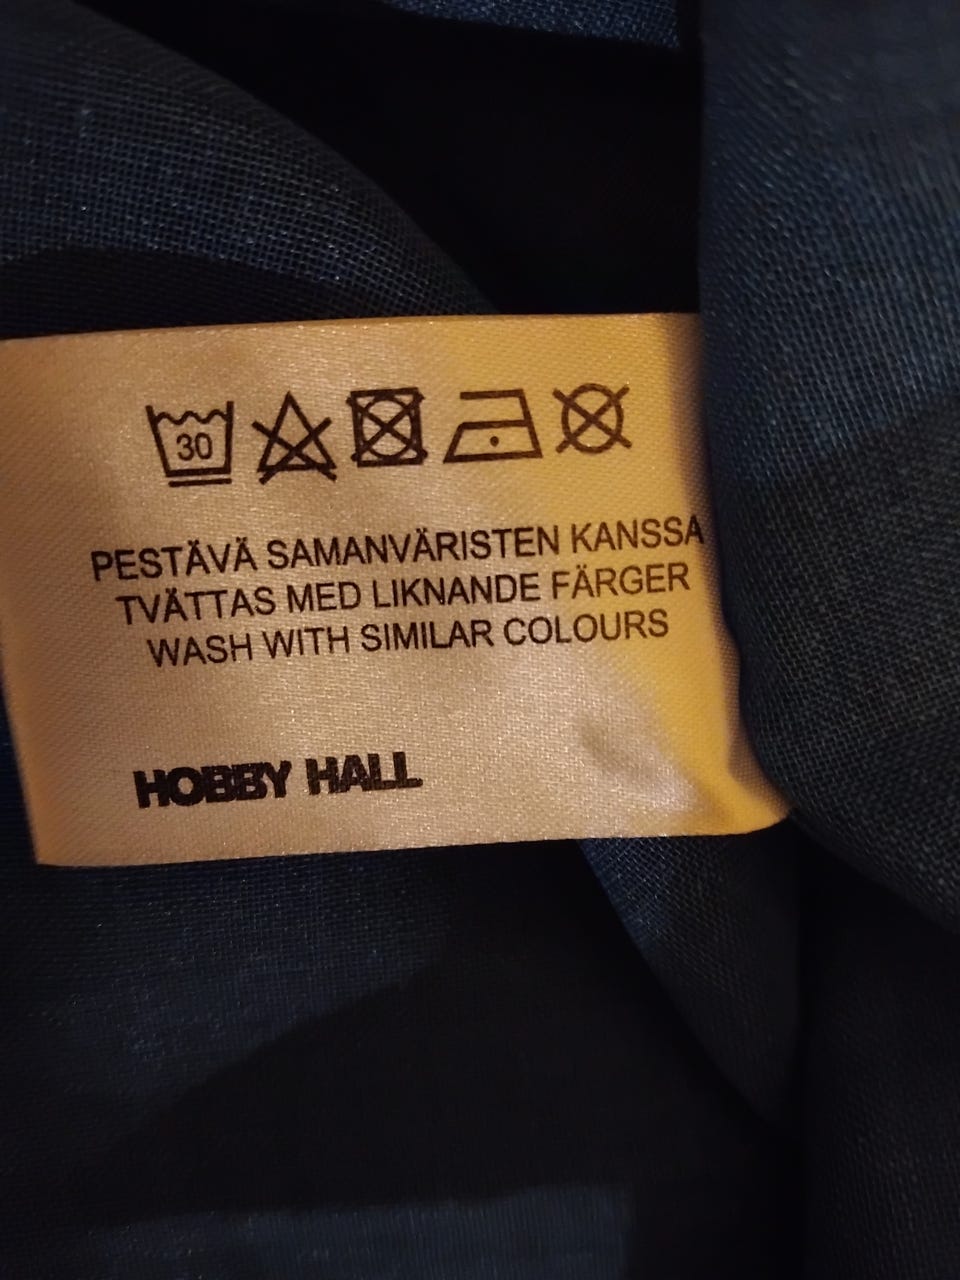 30
PESTÄVÄ SAMANVÄRISTEN KANSSA
TVÄTTAS MED LIKNANDE FÄRGER
WASH WITH SIMILAR COLOURS
HOBBY HALL